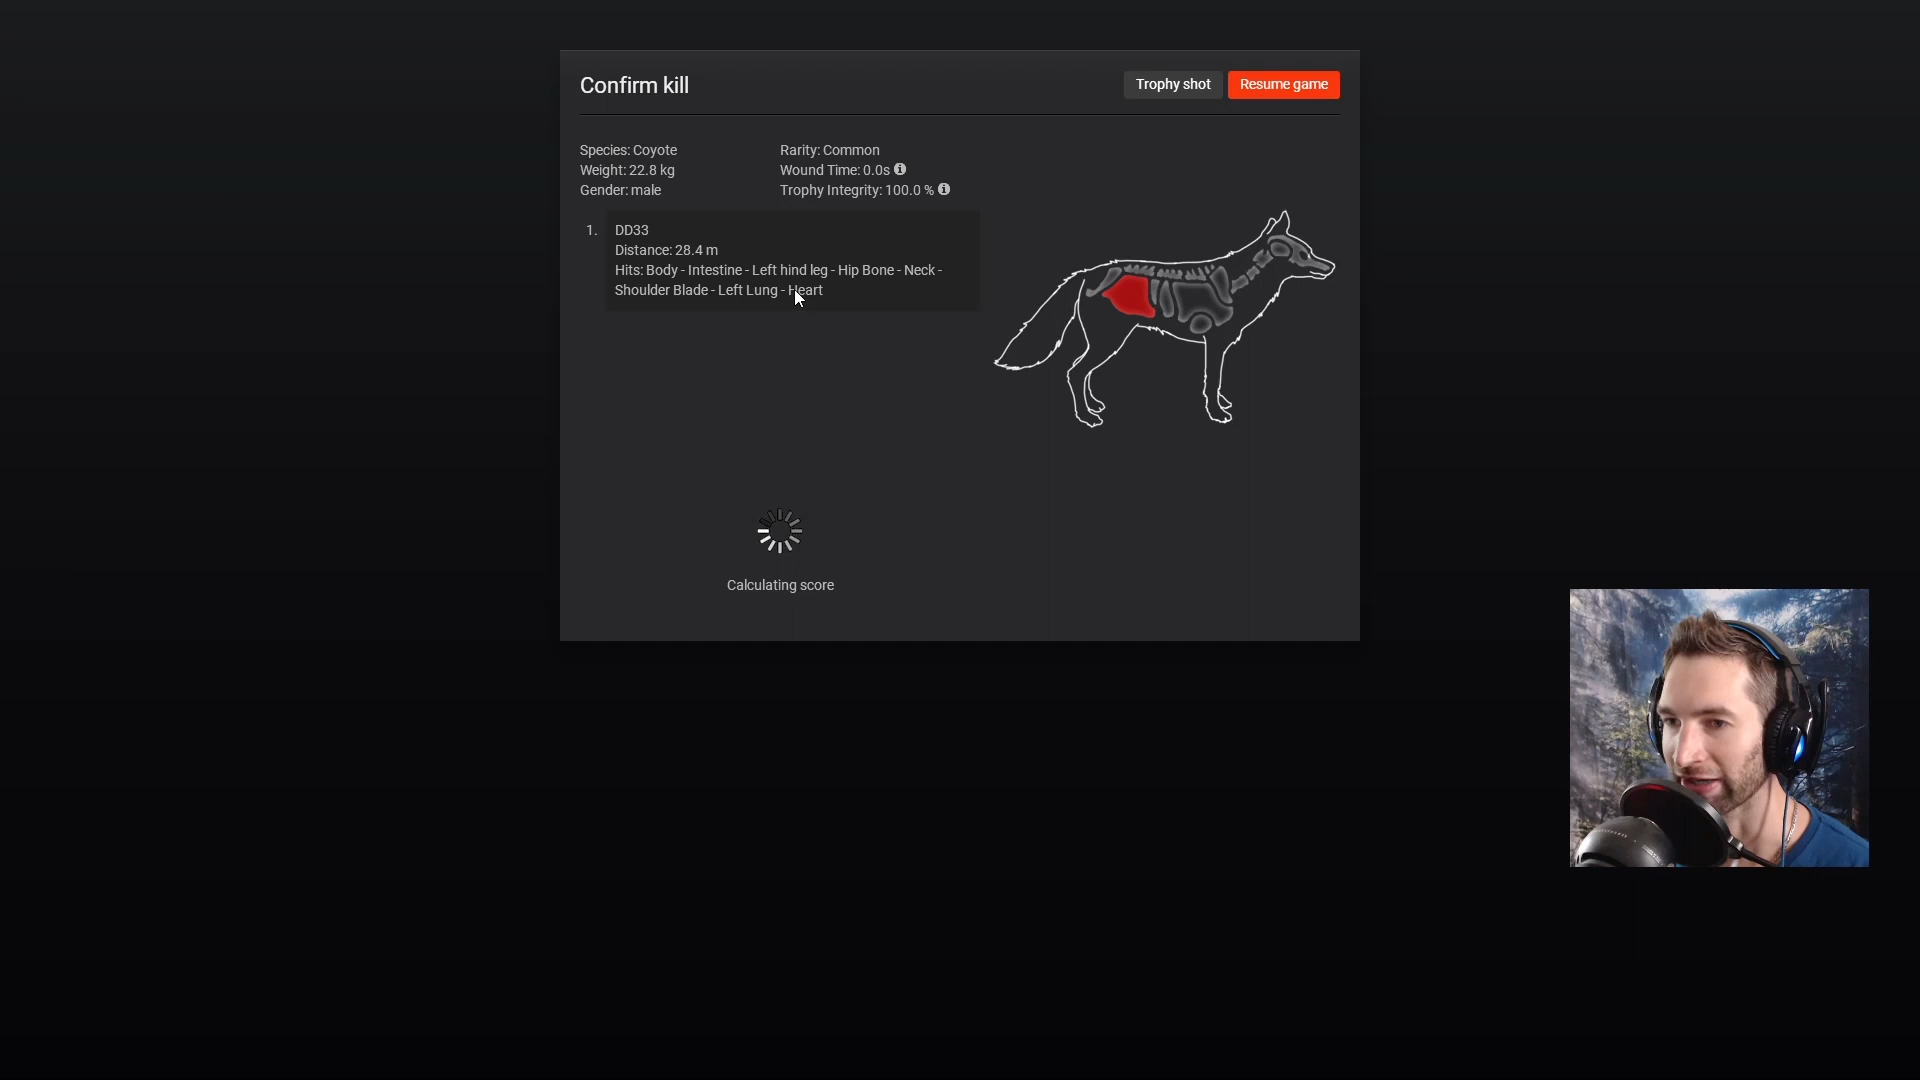 Confirm kill
Trophy shot
Resume game
Species: Coyote
Rarity: Common
Weight: 22.8 kg
Wound Time: 0.0s
Gender: male
Trophy Integrity: 100.0 %
1.
DD33
Distance: 28.4 m
Hits: Body - Intestine - Left hind leg - Hip Bone - Neck -
Shoulder Blade - Left Lung - Heart
Calculating score